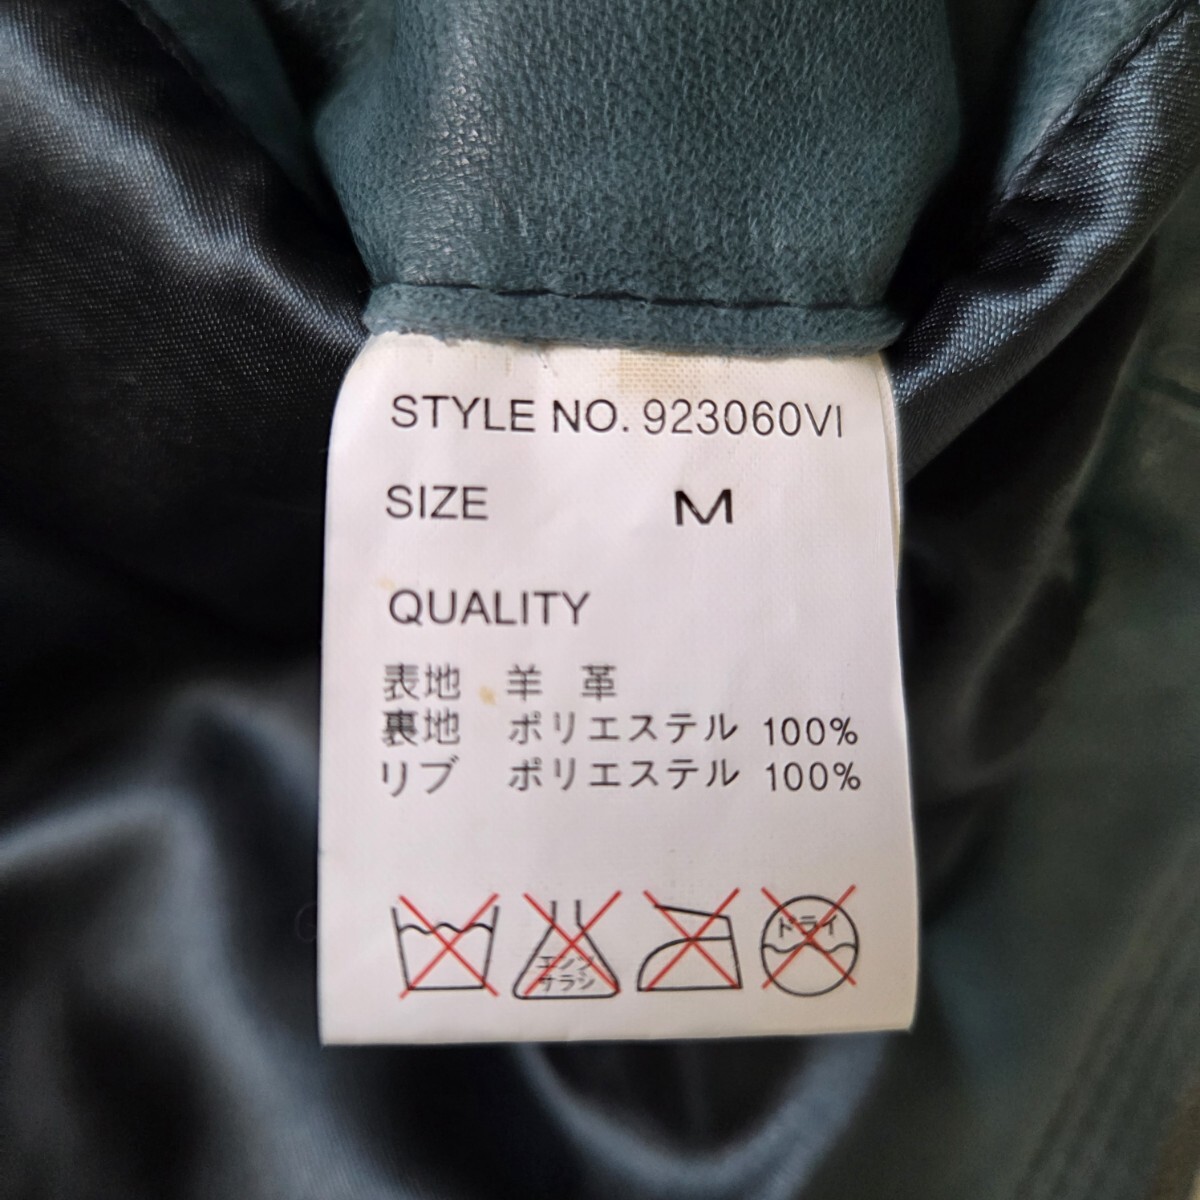 STYLE NO. 923060VI
SIZE M
QUALITY
表地 羊 革
裏地 ポリエステル 100%
リブ ポリエステル 100%
エンソ
サラシ
ドライ